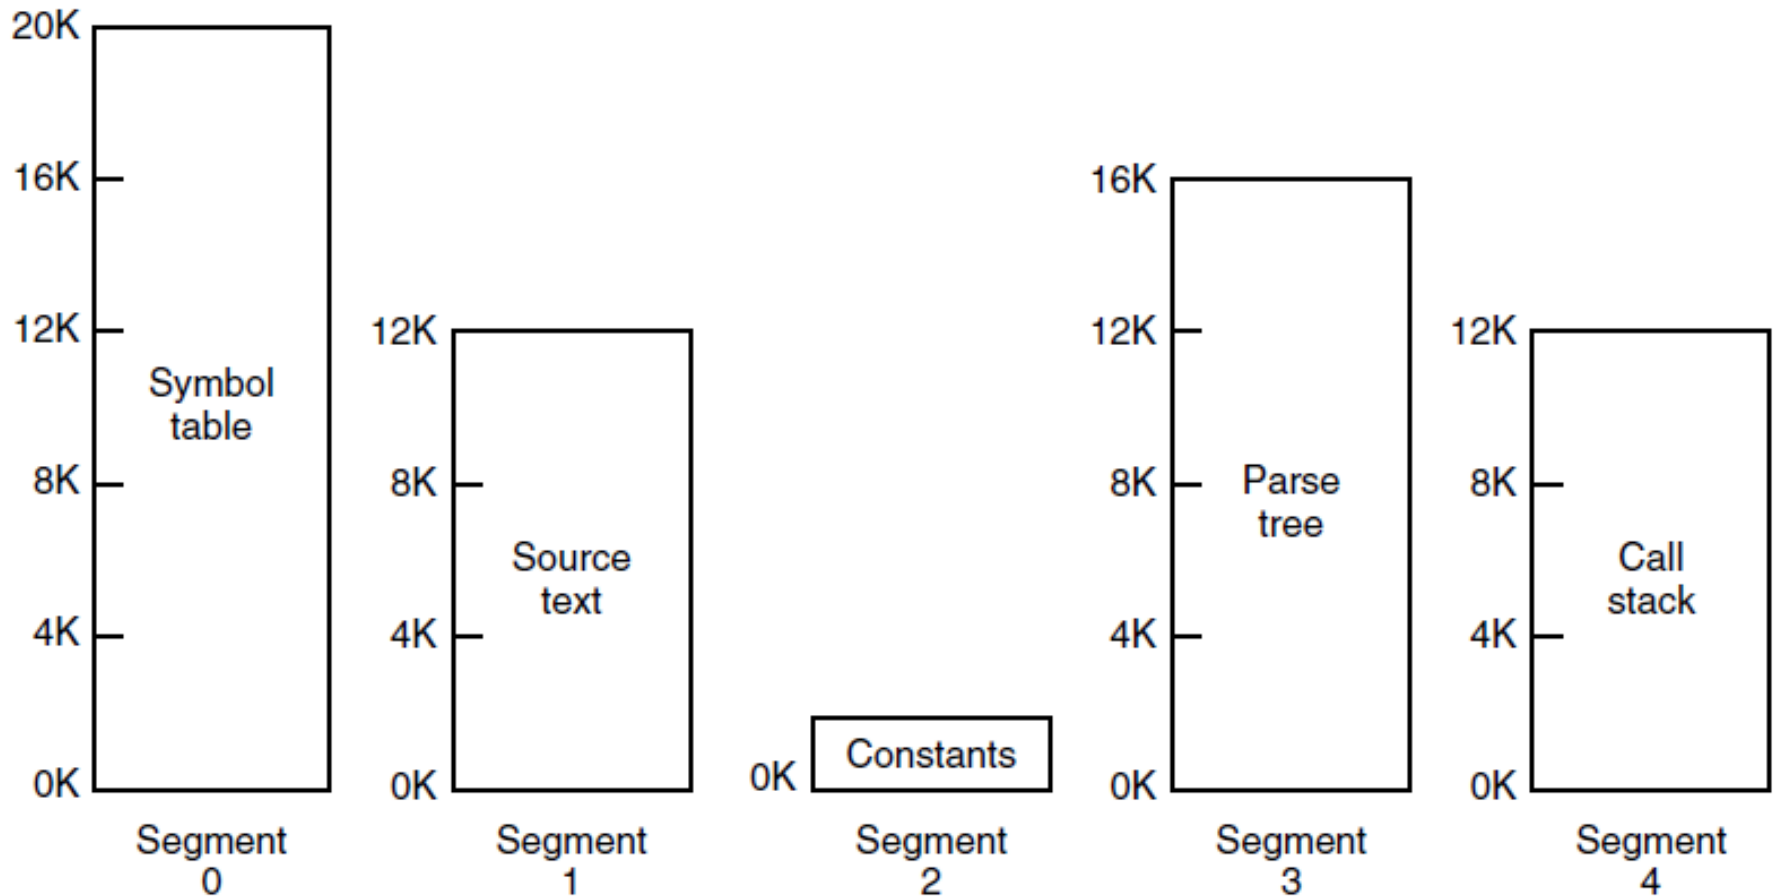 20K
16K
12K
8K
4K
0K
Symbol
table
Segment
0
12K
8K
4K
0K
Source
text
Segment
1
0K
Constants
Segment
2
16K
12K
8K
4K
0K
Parse
tree
Segment
3
12K
8K
4K
0K
Call
stack
Segment
4